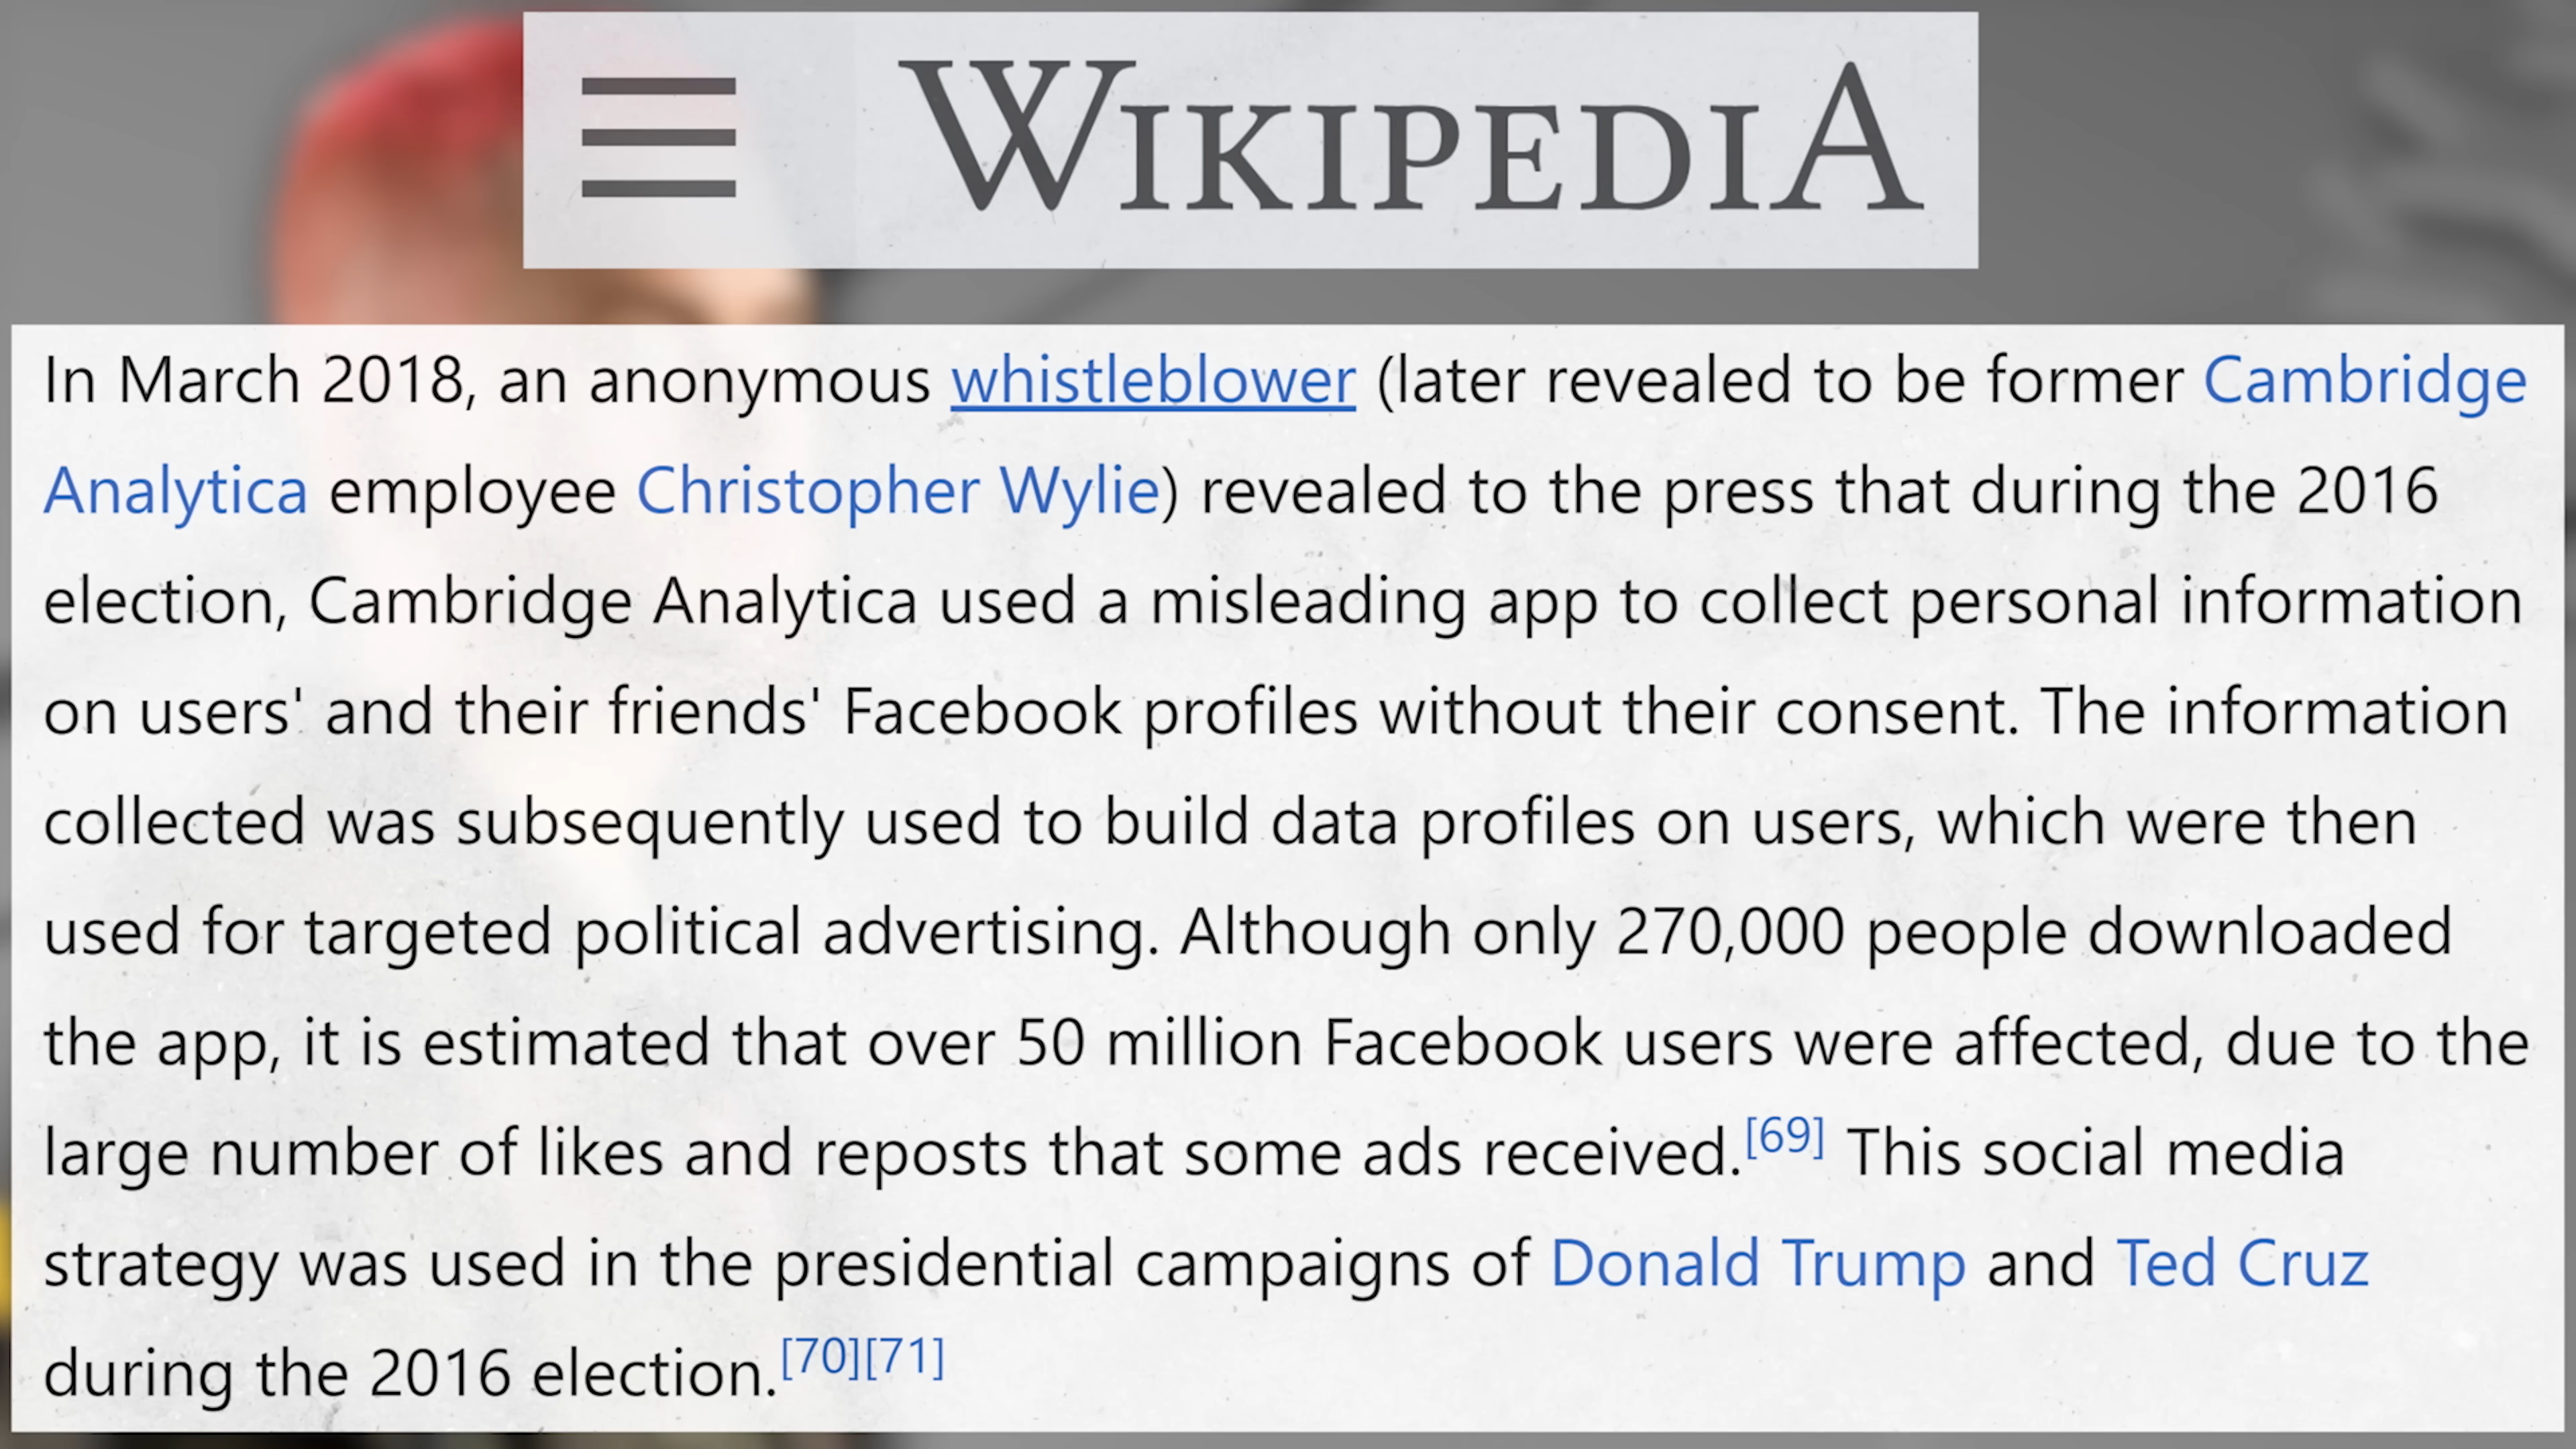 WIKIPEDIA
In March 2018, an anonymous whistleblower (later revealed to be former Cambridge
Analytica employee Christopher Wylie) revealed to the press that during the 2016
election, Cambridge Analytica used a misleading app to collect personal information
on users' and their friends' Facebook profiles without their consent. The information
collected was subsequently used to build data profiles on users, which were then
used for targeted political advertising. Although only 270,000 people downloaded
the app, it is estimated that over 50 million Facebook users were affected, due to the
large number of likes and reposts that some ads received.[69] This social media
strategy was used in the presidential campaigns of Donald Trump and Ted Cruz
during the 2016 election.[70][71]